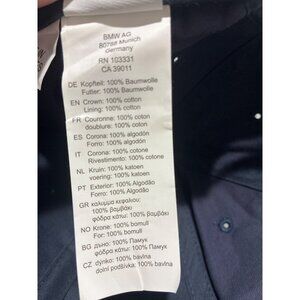 BMW AG
80788 Munich
Germany
RN 103331
CA 39011
DE Kopfteil: 100% Baumwolle
Futter: 100% Baumwolle
EN Crown: 100% cotton
Lining: 100% cotton
FR Couronne: 100% coton
doublure: 100% coton
ES Corona: 100% algodón
Forro: 100% algodón
IT Corona: 100% cotone
Rivestimento: 100% cotone
NL Kruin: 100% katoen
voering: 100% katoen
PT Exterior: 100% Algodão
Forro: 100% Algodão
GR κάλυμμα κεφαλιού:
100% βαμβάκι
φόδρα κάτω: 100% βαμβάκι
NO Krone: 100% bomull
For: 100% bomull
BG дъно: 100% Памук
долу: 100% Памук
CZ dýnko: 100% bavlna
dolní podšívka: 100% bavlna